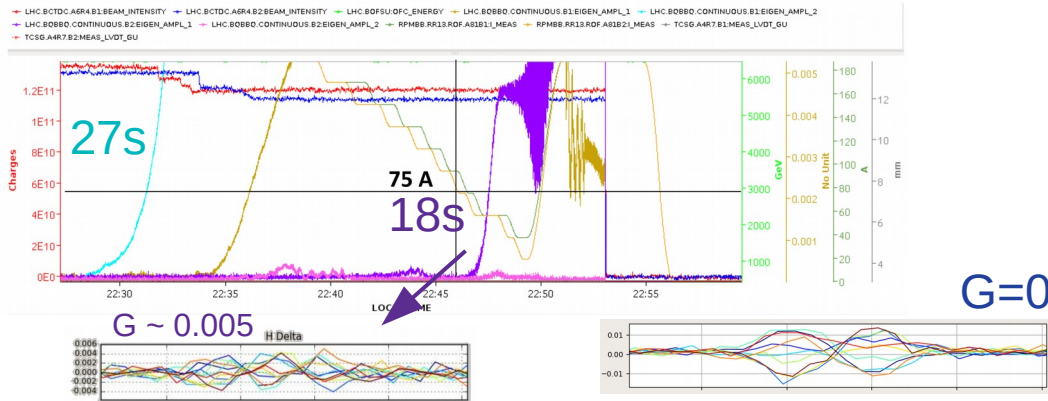 LHC.BCTDC.A6R4.B1:BEAM_INTENSITY LHC.BCTDC.A6R4.B2:BEAM_INTENSITY LHC.BOFSU:OFC_ENERGY LHC.BQBBQ.CONTINUOUS.B1:EIGEN_AMPL_1 LHC.BQBBQ.CONTINUOUS.B1:EIGEN_AMPL_2
LHC.BQBBQ.CONTINUOUS.B2:EIGEN_AMPL_1 LHC.BQBBQ.CONTINUOUS.B2:EIGEN_AMPL_2 RPMBB.RR13.ROF.A81B1:I_MEAS RPMBB.RR13.ROF.A81B2:I_MEAS TCSG.A4R7.B1:MEAS_LVDT_GU
TCSG.A4R7.B2:MEAS_LVDT_GU
Charges
1.2E11
1E11
8E10
6E10
4E10
2E10
0E0
27s
75 A
18s
6000
5000
4000
3000
2000
1000
GeV
0.005
0.004
0.003
0.002
0.001
No Unit
180
160
140
120
100
80
60
40
20
0
A
12
10
8
6
4
mm
22:30 22:35 22:40 22:45 22:50 22:55
G=0
G ~ 0.005
H Delta
0.006
0.004
0.002
0.000
-0.002
-0.004
0.01
0.00
−0.01